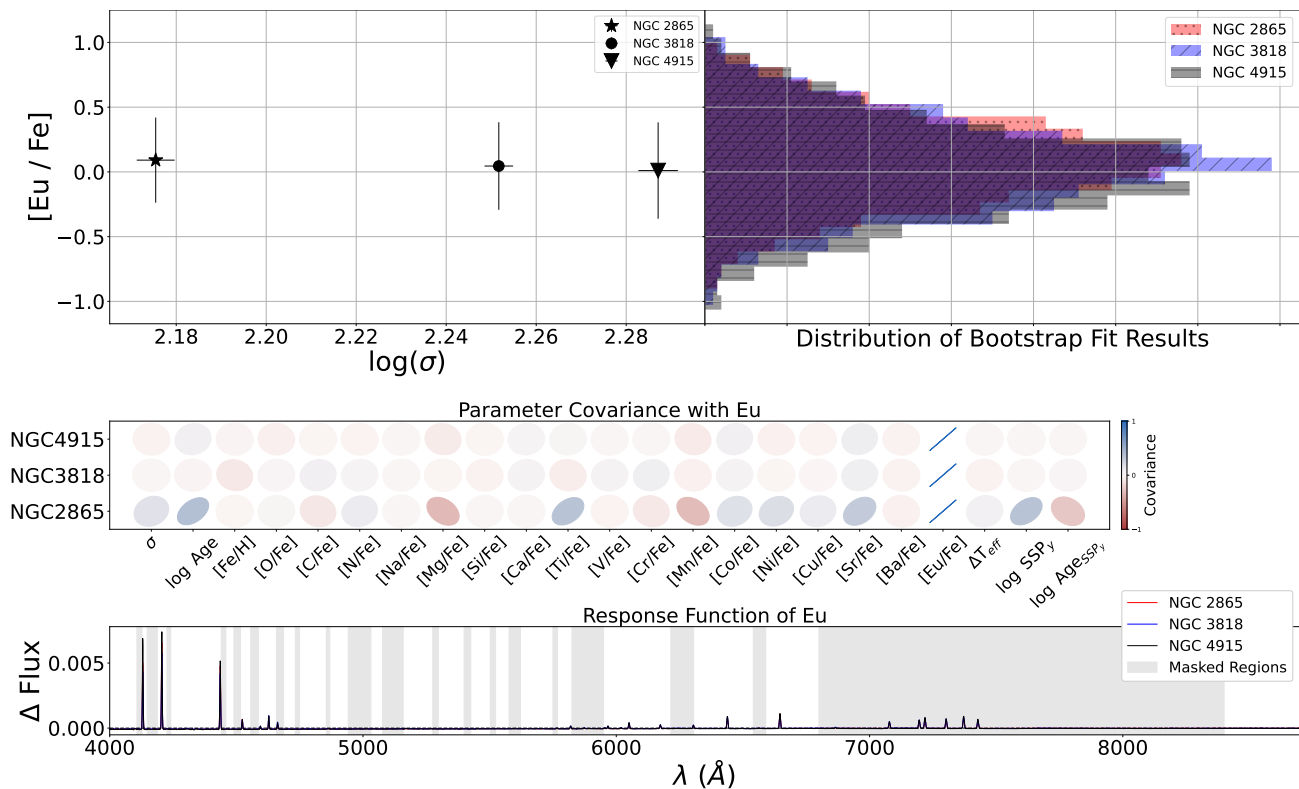 1.0
0.5
0.0
−0.5
−1.0
[Eu / Fe]
NGC 2865
NGC 3818
NGC 4915
2.18
2.20
2.22
2.24
2.26
2.28
log(σ)
NGC 2865
NGC 3818
NGC 4915
Distribution of Bootstrap Fit Results
Parameter Covariance with Eu
NGC4915
NGC3818
NGC2865
1
0
−1
Covariance
σ
log Age
[Fe/H]
[O/Fe]
[C/Fe]
[N/Fe]
[Na/Fe]
[Mg/Fe]
[Si/Fe]
[Ca/Fe]
[Ti/Fe]
[V/Fe]
[Cr/Fe]
[Mn/Fe]
[Co/Fe]
[Ni/Fe]
[Cu/Fe]
[Sr/Fe]
[Ba/Fe]
[Eu/Fe]
ΔTeff
log SSPy
log AgeSSPy
Response Function of Eu
NGC 2865
NGC 3818
NGC 4915
Masked Regions
0.005
0.000
Δ Flux
4000
5000
6000
7000
8000
λ (Å)